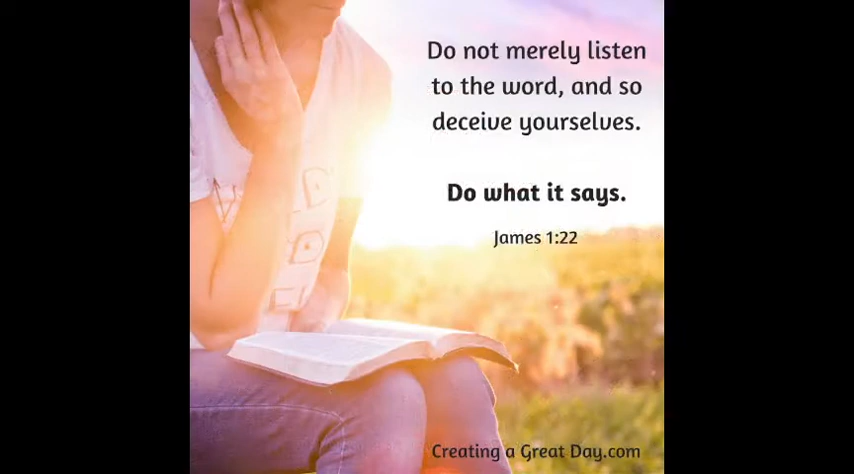 Do not merely listen
to the word, and so
deceive yourselves.
Do what it says.
James 1:22
Creating a Great Day.com